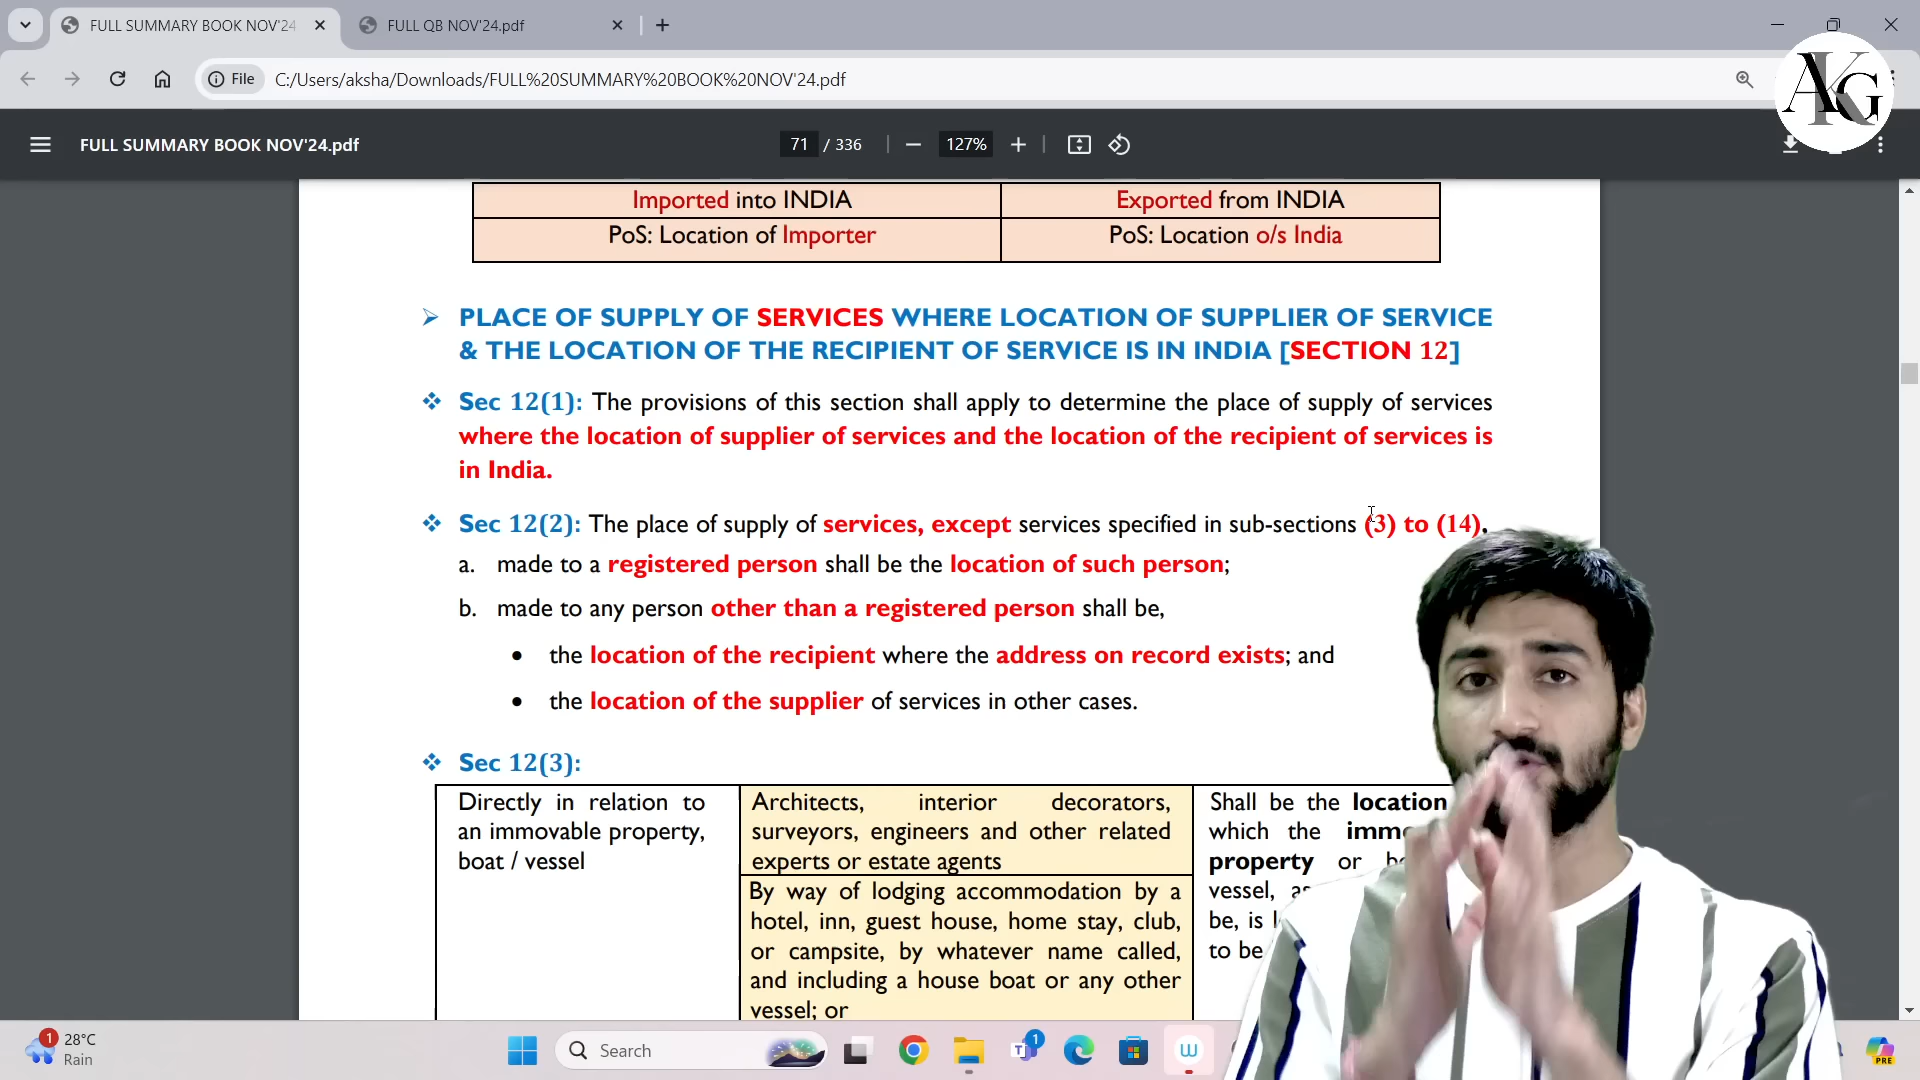 FULL SUMMARY BOOK NOV'24
FULL QB NOV'24.pdf
File
C:/Users/aksha/Downloads/FULL%20SUMMARY%20BOOK%20NOV'24.pdf
AKG
FULL SUMMARY BOOK NOV'24.pdf
71 / 336
127%
Imported into INDIA
Exported from INDIA
PoS: Location of Importer
PoS: Location o/s India
➢ PLACE OF SUPPLY OF SERVICES WHERE LOCATION OF SUPPLIER OF SERVICE
& THE LOCATION OF THE RECIPIENT OF SERVICE IS IN INDIA [SECTION 12]
❖ Sec 12(1): The provisions of this section shall apply to determine the place of supply of services
where the location of supplier of services and the location of the recipient of services is
in India.
❖ Sec 12(2): The place of supply of services, except services specified in sub-sections (3) to (14),
a. made to a registered person shall be the location of such person;
b. made to any person other than a registered person shall be,
• the location of the recipient where the address on record exists; and
• the location of the supplier of services in other cases.
❖ Sec 12(3):
Directly in relation to
an immovable property,
boat / vessel
Architects, interior decorators,
surveyors, engineers and other related
experts or estate agents
By way of lodging accommodation by a
hotel, inn, guest house, home stay, club,
or campsite, by whatever name called,
and including a house boat or any other
vessel; or
Shall be the location
which the
property or
vessel,
be, is
to be
1
28°C
Rain
Search
1
PRE